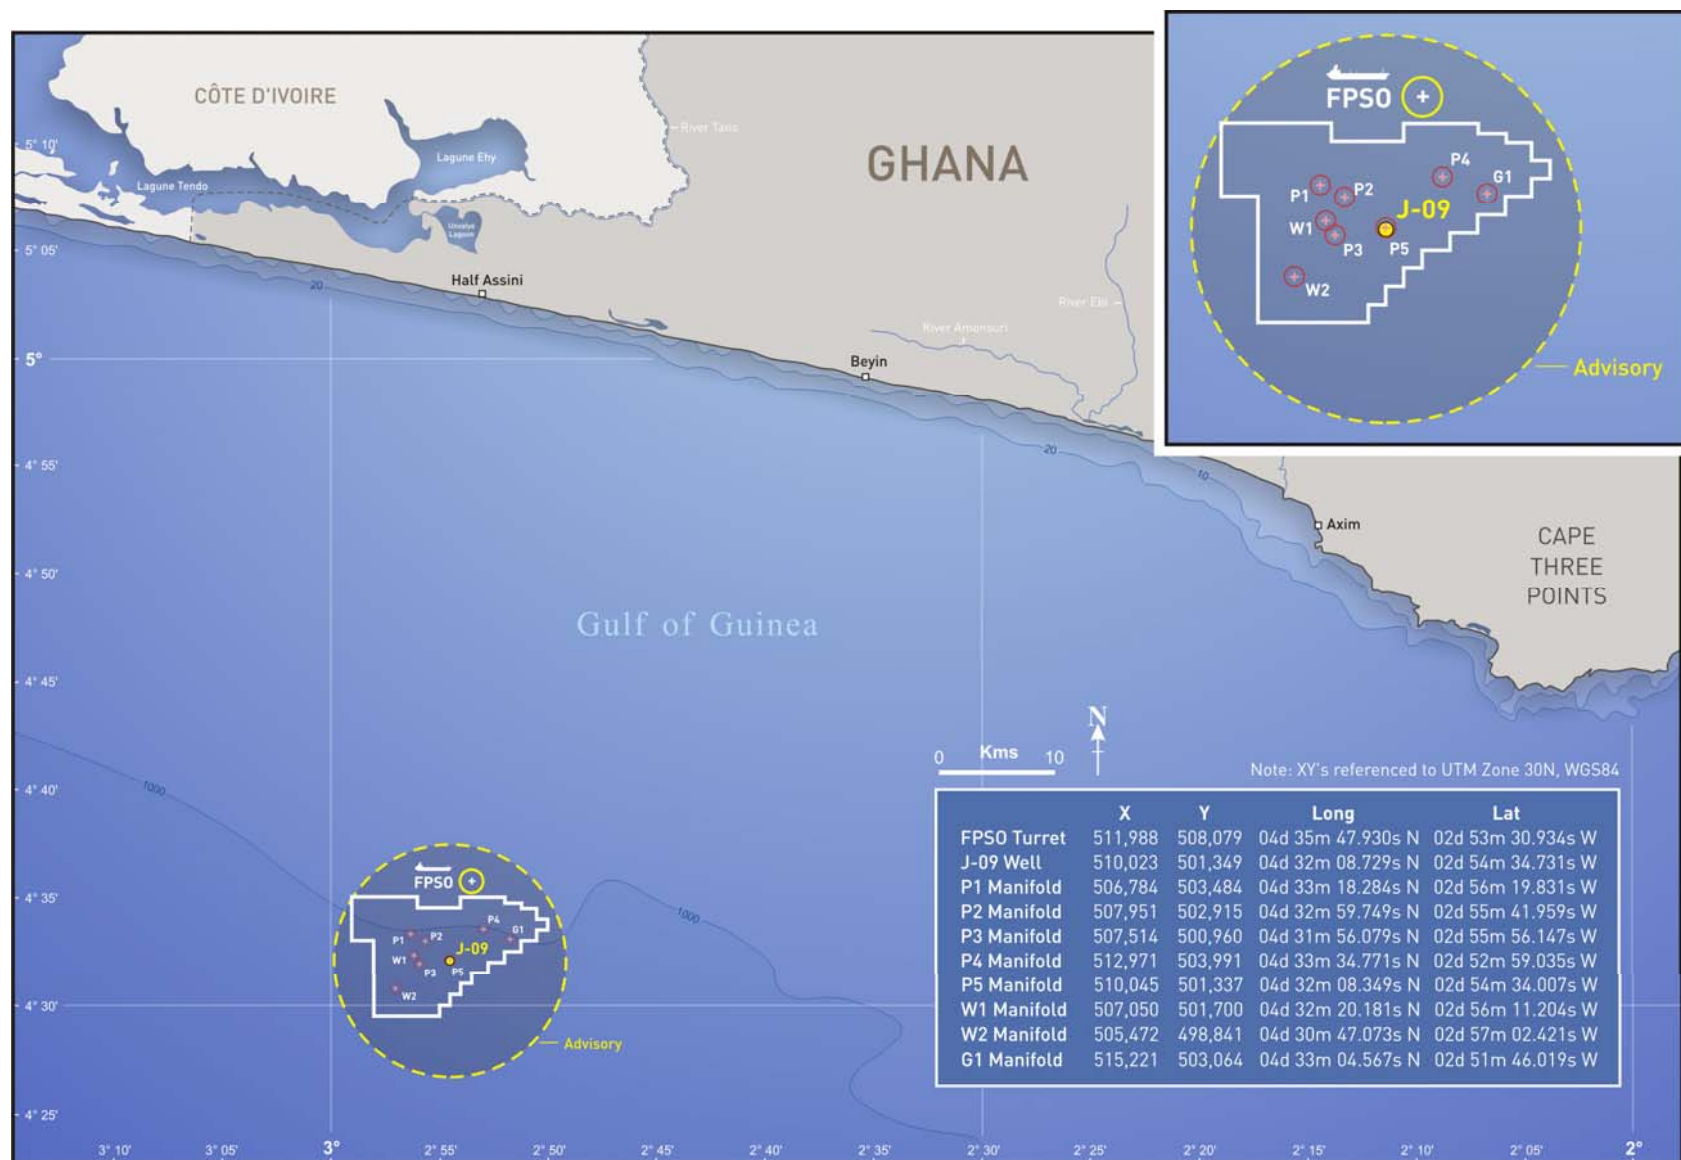 CÔTE D'IVOIRE
GHANA
River Tano
Lagune Ehy
Lagune Tendo
Half Assini
Beyin
River Ebi
River Amonsuri
Axim
CAPE
THREE
POINTS
Gulf of Guinea
20
20
10
1000
1000
5° 10'
5° 05'
5°
4° 55'
4° 50'
4° 45'
4° 40'
4° 35'
4° 30'
4° 25'
3° 10'
3° 05'
3°
2° 55'
2° 50'
2° 45'
2° 40'
2° 35'
2° 30'
2° 25'
2° 20'
2° 15'
2° 10'
2° 05'
2°
FPSO
P4
G1
P1
P2
J-09
W1
P3
P5
W2
Advisory
FPSO
P4
G1
P1
P2
J-09
W1
P3
P5
W2
Advisory
N
0 Kms 10
Note: XY's referenced to UTM Zone 30N, WGS84
X Y Long Lat
FPSO Turret 511,988 508,079 04d 35m 47.930s N 02d 53m 30.934s W
J-09 Well 510,023 501,349 04d 32m 08.729s N 02d 54m 34.731s W
P1 Manifold 506,784 503,484 04d 33m 18.284s N 02d 56m 19.831s W
P2 Manifold 507,951 502,915 04d 32m 59.749s N 02d 55m 41.959s W
P3 Manifold 507,514 500,960 04d 31m 56.079s N 02d 55m 56.147s W
P4 Manifold 512,971 503,991 04d 33m 34.771s N 02d 52m 59.035s W
P5 Manifold 510,045 501,337 04d 32m 08.349s N 02d 54m 34.007s W
W1 Manifold 507,050 501,700 04d 32m 20.181s N 02d 56m 11.204s W
W2 Manifold 505,472 498,841 04d 30m 47.073s N 02d 57m 02.421s W
G1 Manifold 515,221 503,064 04d 33m 04.567s N 02d 51m 46.019s W